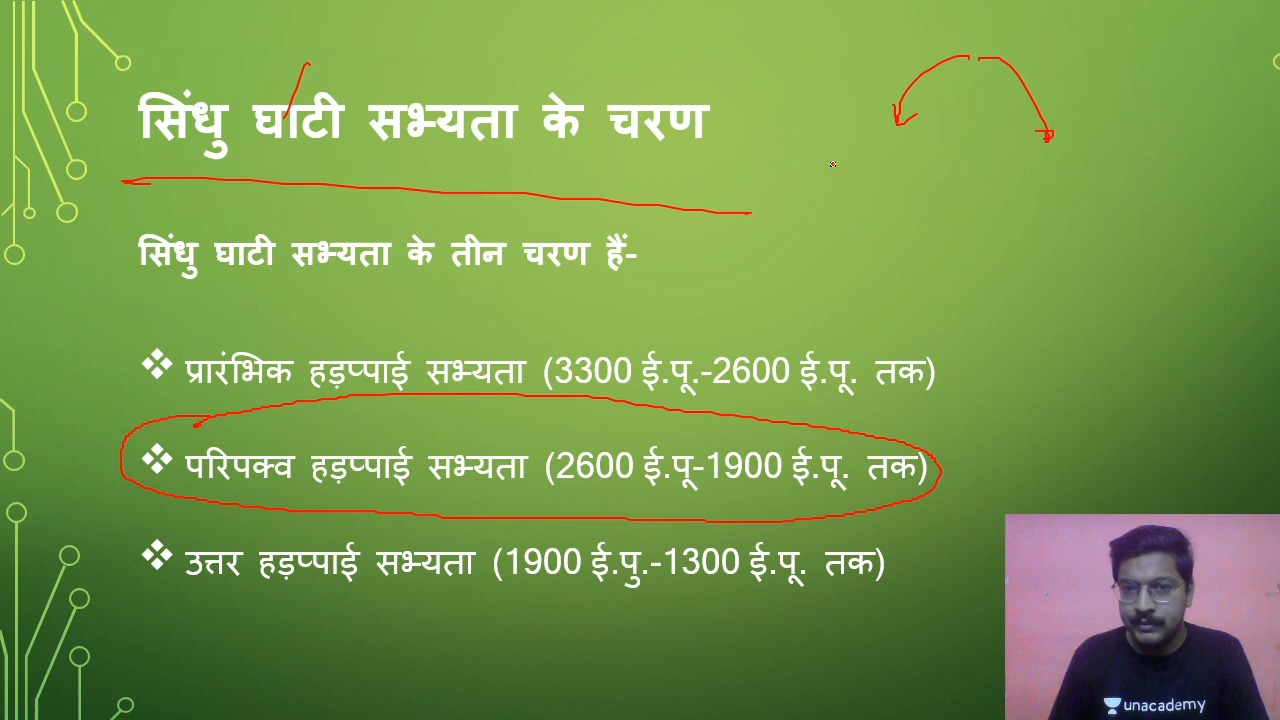 सिंधु घाटी सभ्यता के चरण
सिंधु घाटी सभ्यता के तीन चरण हैं-
❖ प्रारंभिक हड़प्पाई सभ्यता (3300 ई.पू.-2600 ई.पू. तक)
❖ परिपक्व हड़प्पाई सभ्यता (2600 ई.पू-1900 ई.पू. तक)
❖ उत्तर हड़प्पाई सभ्यता (1900 ई.पु.-1300 ई.पू. तक)
unacademy